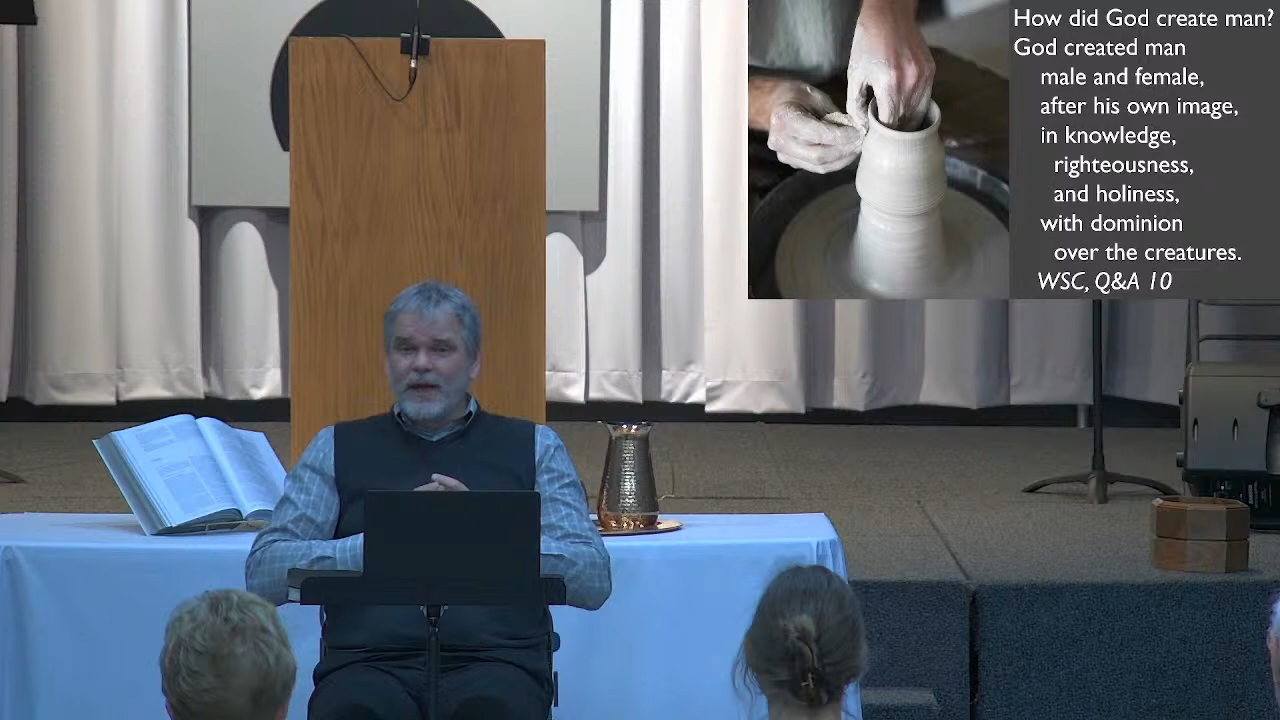 How did God create man?
God created man
male and female,
after his own image,
in knowledge,
righteousness,
and holiness,
with dominion
over the creatures.
WSC, Q&A 10